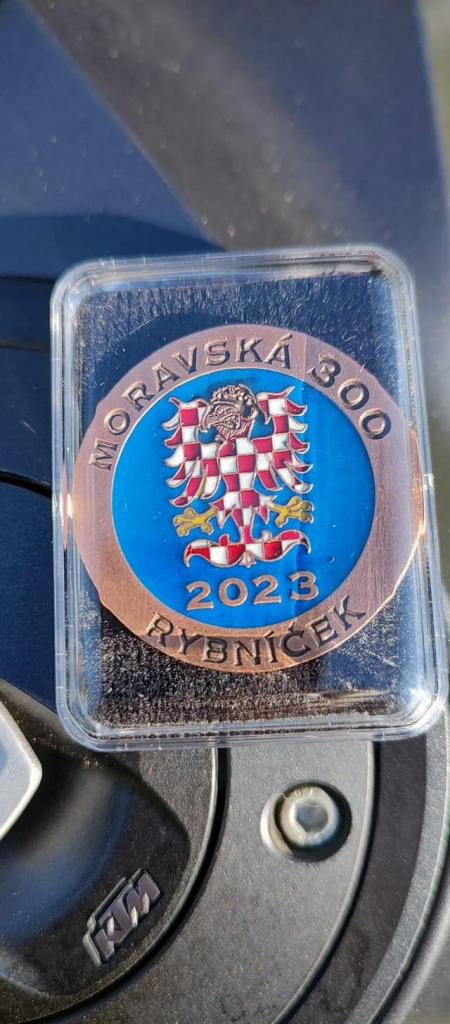 MORAVSKÁ 300
2023
RYBNÍČEK
KTM